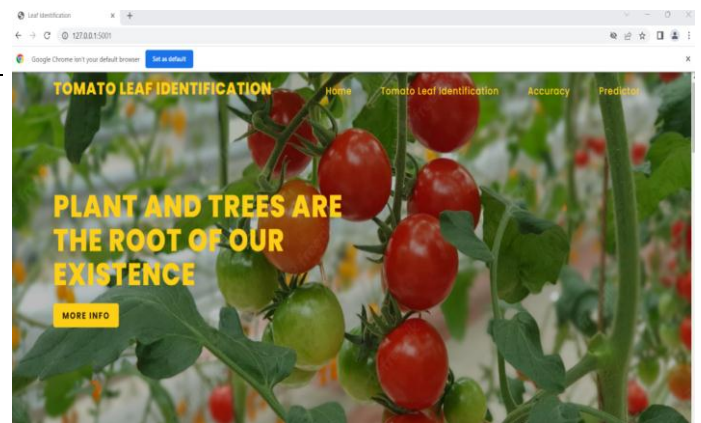 Leaf Identification
127.0.0.1:5001
Google Chrome isn't your default browser Set as default
TOMATO LEAF IDENTIFICATION Home Tomato Leaf Identification Accuracy Predictor
PLANT AND TREES ARE
THE ROOT OF OUR
EXISTENCE
MORE INFO